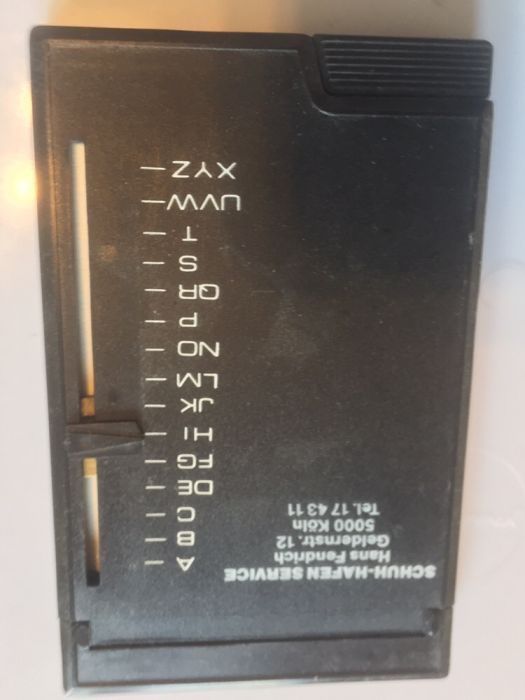 SCHUH-HAFEN SERVICE
Hans Fendrich
Geldernstr. 12
5000 Köln
Tel. 17 43 11
A
B
C
DE
FG
HI
JK
LM
NO
P
QR
S
T
UVW
XYZ